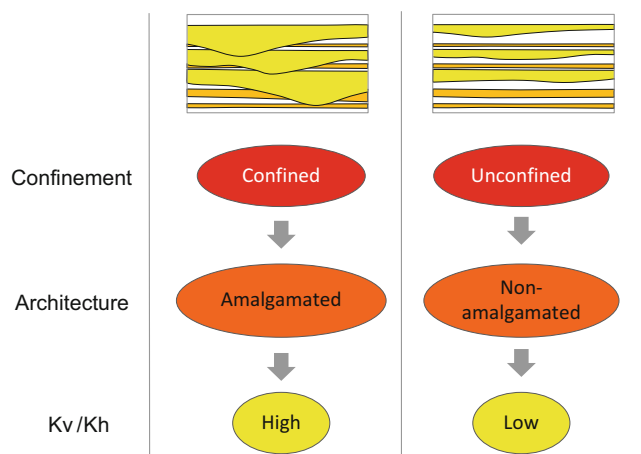 Confinement
Confined
Unconfined
Architecture
Amalgamated
Non-
amalgamated
Kv/Kh
High
Low